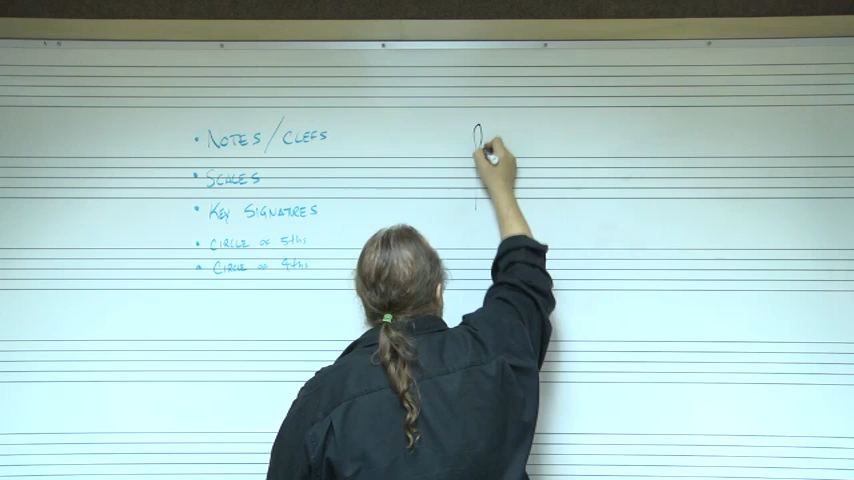 • NOTES/CLEFS
• SCALES
• KEY SIGNATURES
• CIRCLE OF 5ths
• CIRCLE OF 4ths